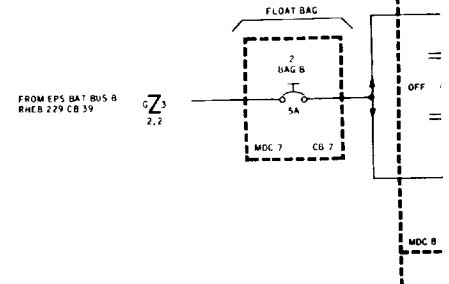 FLOAT BAG
2
BAG B
5A
MDC 7 CB 7
FROM EPS BAT BUS B
RHEB 229 CB 39
G Z 3
2,2
OFF
MDC 8